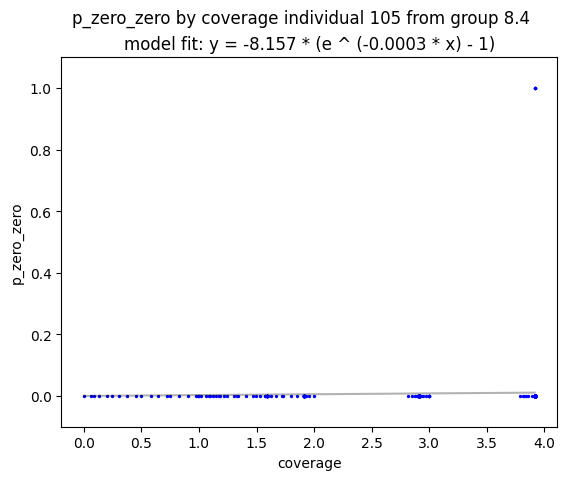 p_zero_zero by coverage individual 105 from group 8.4
model fit: y = -8.157 * (e ^ (-0.0003 * x) - 1)
1.0
0.8
0.6
0.4
0.2
0.0
p_zero_zero
0.0 0.5 1.0 1.5 2.0 2.5 3.0 3.5 4.0
coverage